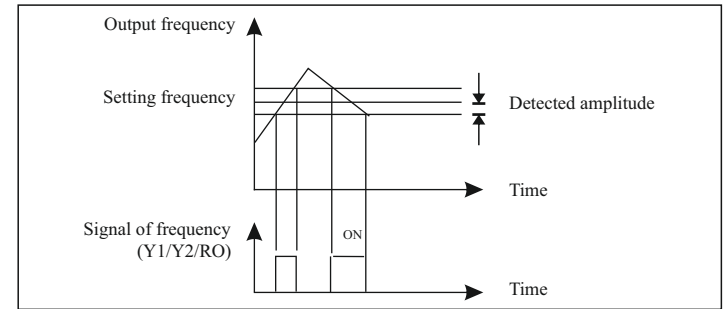 Output frequency
Setting frequency
Detected amplitude
Time
Signal of frequency
(Y1/Y2/RO)
ON
Time